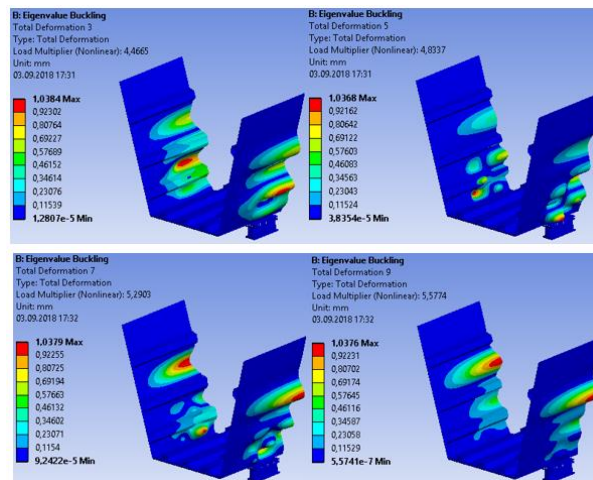 B: Eigenvalue Buckling
Total Deformation 3
Type: Total Deformation
Load Multiplier (Nonlinear): 4,4665
Unit: mm
03.09.2018 17:31
1,0384 Max
0,92302
0,80764
0,69227
0,57689
0,46152
0,34614
0,23076
0,11539
1,2807e-5 Min
B: Eigenvalue Buckling
Total Deformation 5
Type: Total Deformation
Load Multiplier (Nonlinear): 4,8337
Unit: mm
03.09.2018 17:31
1,0368 Max
0,92162
0,80642
0,69122
0,57603
0,46083
0,34563
0,23043
0,11524
3,8354e-5 Min
B: Eigenvalue Buckling
Total Deformation 7
Type: Total Deformation
Load Multiplier (Nonlinear): 5,2903
Unit: mm
03.09.2018 17:32
1,0379 Max
0,92255
0,80725
0,69194
0,57663
0,46132
0,34602
0,23071
0,1154
9,2422e-5 Min
B: Eigenvalue Buckling
Total Deformation 9
Type: Total Deformation
Load Multiplier (Nonlinear): 5,5774
Unit: mm
03.09.2018 17:32
1,0376 Max
0,92231
0,80702
0,69174
0,57645
0,46116
0,34587
0,23058
0,11529
5,5741e-7 Min